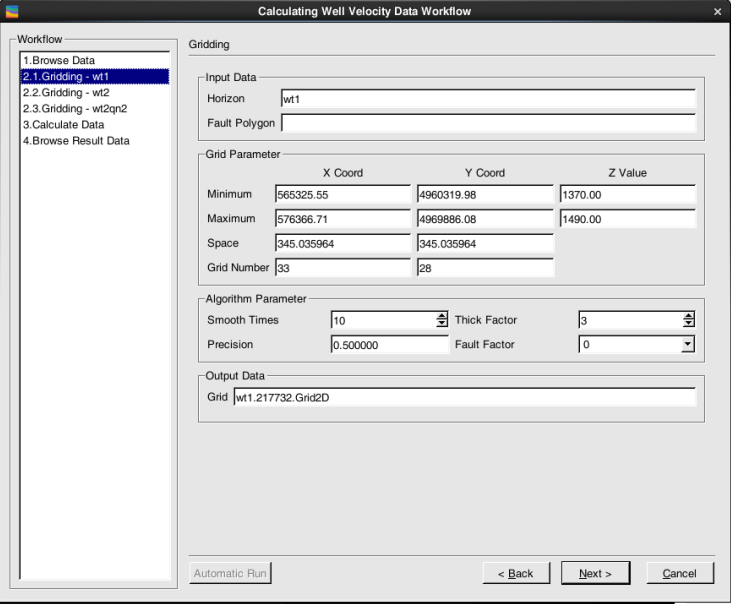 Calculating Well Velocity Data Workflow
Workflow
1.Browse Data
2.1.Gridding - wt1
2.2.Gridding - wt2
2.3.Gridding - wt2qn2
3.Calculate Data
4.Browse Result Data
Gridding
Input Data
Horizon wt1
Fault Polygon
Grid Parameter
X Coord Y Coord Z Value
Minimum 565325.55 4960319.98 1370.00
Maximum 576366.71 4969886.08 1490.00
Space 345.035964 345.035964
Grid Number 33 28
Algorithm Parameter
Smooth Times 10 Thick Factor 3
Precision 0.500000 Fault Factor 0
Output Data
Grid wt1.217732.Grid2D
Automatic Run < Back Next > Cancel